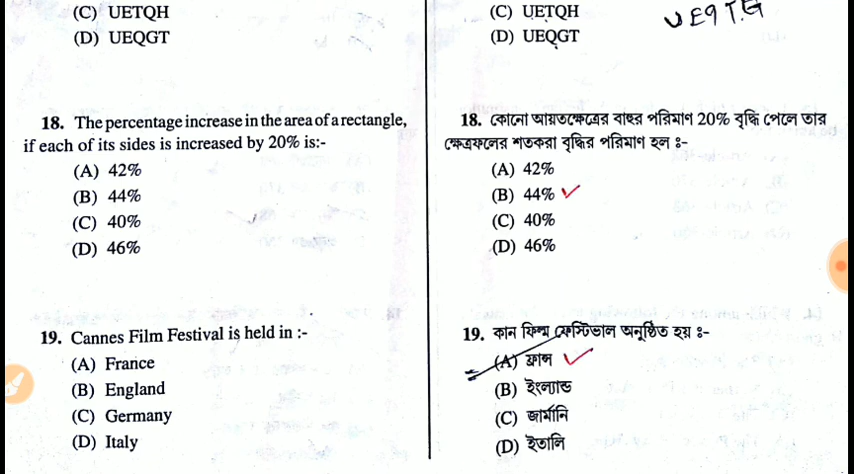 (C) UETQH
(D) UEQGT
18. The percentage increase in the area of a rectangle,
if each of its sides is increased by 20% is:-
(A) 42%
(B) 44%
(C) 40%
(D) 46%
19. Cannes Film Festival is held in :-
(A) France
(B) England
(C) Germany
(D) Italy
(C) UETQH
(D) UEQGT
UEQT.G
18. কোনো আয়তক্ষেত্রের বাহুর পরিমাণ 20% বৃদ্ধি পেলে তার
ক্ষেত্রফলের শতকরা বৃদ্ধির পরিমাণ হল ঃ-
(A) 42%
(B) 44%
(C) 40%
(D) 46%
19. কান ফিল্ম ফেস্টিভাল অনুষ্ঠিত হয় ঃ-
(A) ফ্রান্স
(B) ইংল্যান্ড
(C) জার্মানি
(D) ইতালি